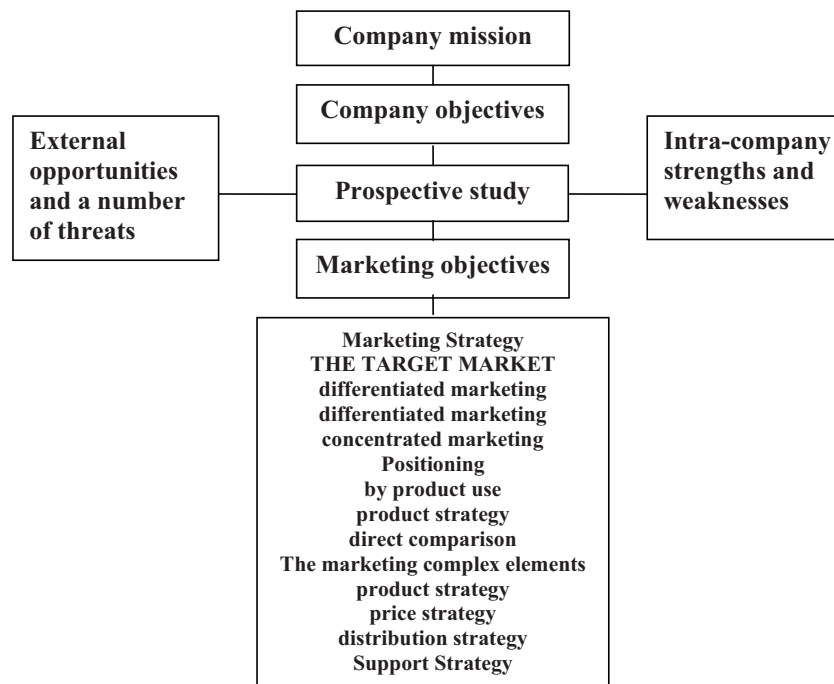 Company mission
Company objectives
External
opportunities
and a number
of threats
Prospective study
Intra-company
strengths and
weaknesses
Marketing objectives
Marketing Strategy
THE TARGET MARKET
differentiated marketing
differentiated marketing
concentrated marketing
Positioning
by product use
product strategy
direct comparison
The marketing complex elements
product strategy
price strategy
distribution strategy
Support Strategy